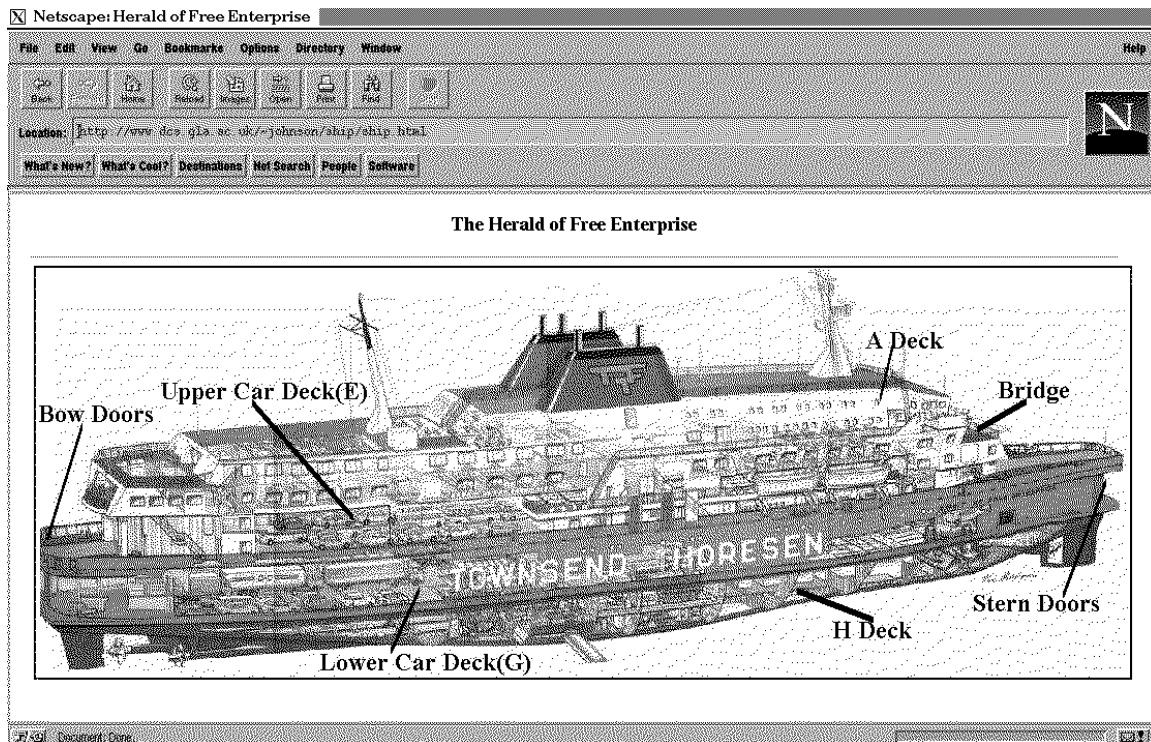 X Netscape: Herald of Free Enterprise
File Edit View Go Bookmarks Options Directory Window Help
Back Home Reload Images Open Print Find
Location: http://www.dcs.gla.ac.uk/~johnson/ship/ship.html
N
What's New? What's Cool? Destinations Net Search People Software
The Herald of Free Enterprise
A Deck
Upper Car Deck(E)
Bridge
Bow Doors
TOWNSEND THORESEN
Stern Doors
H Deck
Lower Car Deck(G)
Document: Done.